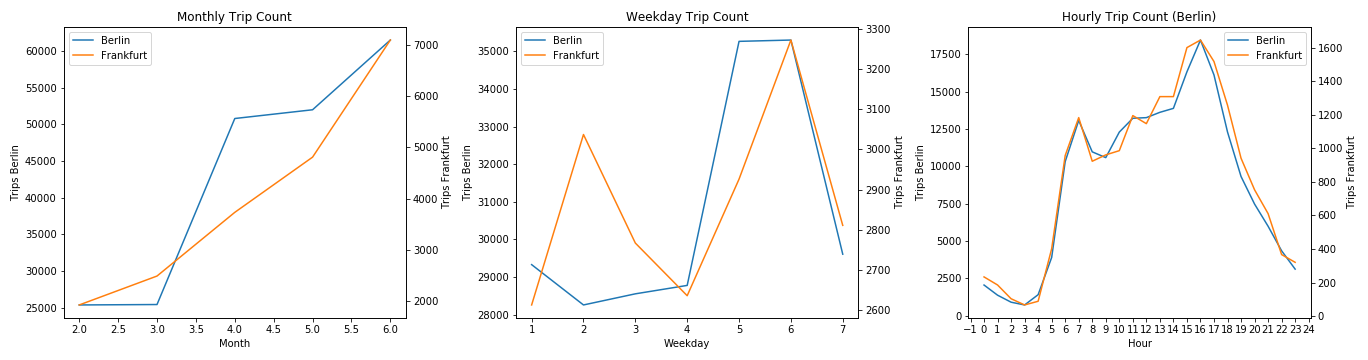 Monthly Trip Count
Berlin
Frankfurt
Trips Berlin
60000
55000
50000
45000
40000
35000
30000
25000
7000
6000
5000
4000
3000
2000
Trips Frankfurt
2.0 2.5 3.0 3.5 4.0 4.5 5.0 5.5 6.0
Month
Weekday Trip Count
Berlin
Frankfurt
Trips Berlin
35000
34000
33000
32000
31000
30000
29000
28000
3300
3200
3100
3000
2900
2800
2700
2600
Trips Frankfurt
1 2 3 4 5 6 7
Weekday
Hourly Trip Count (Berlin)
Berlin
Frankfurt
Trips Berlin
17500
15000
12500
10000
7500
5000
2500
0
1600
1400
1200
1000
800
600
400
200
0
Trips Frankfurt
−1 0 1 2 3 4 5 6 7 8 9 10 11 12 13 14 15 16 17 18 19 20 21 22 23 24
Hour